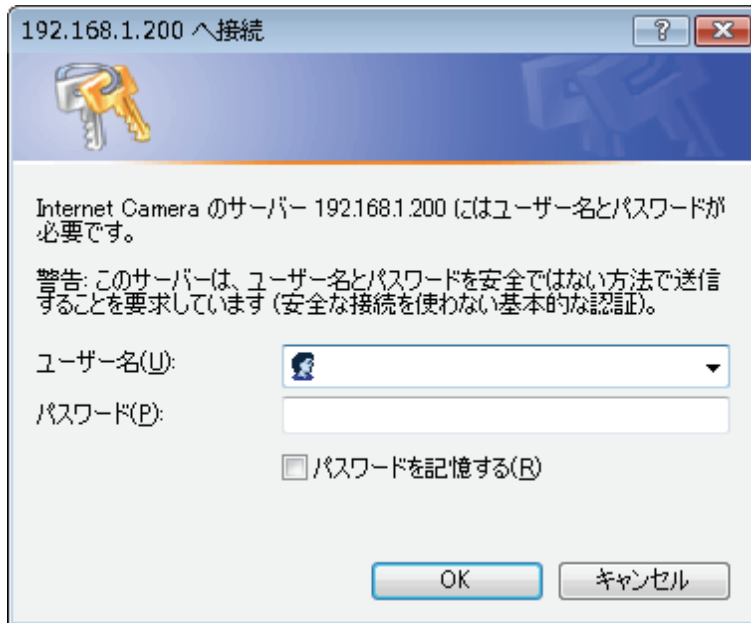 192.168.1.200 へ接続
Internet Camera のサーバー 192.168.1.200 にはユーザー名とパスワードが
必要です。
警告: このサーバーは、ユーザー名とパスワードを安全ではない方法で送信
することを要求しています (安全な接続を使わない基本的な認証)。
ユーザー名(U):
パスワード(P):
パスワードを記憶する(R)
OK キャンセル